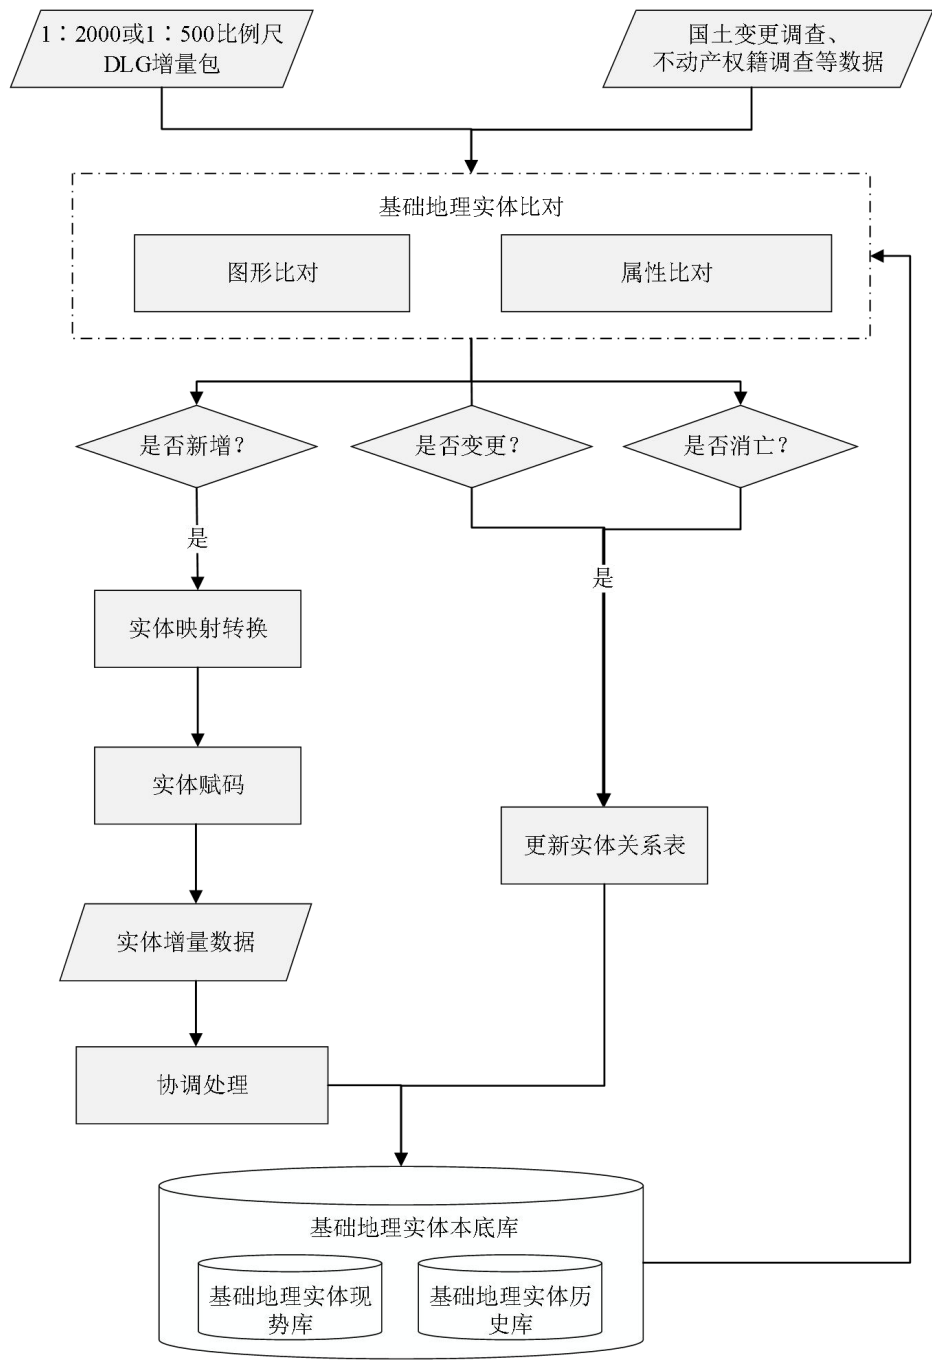 1：2000或1：500比例尺
DLG增量包
国土变更调查、
不动产权籍调查等数据
基础地理实体比对
图形比对
属性比对
是否新增？
是否变更？
是否消亡？
是
是
实体映射转换
实体赋码
更新实体关系表
实体增量数据
协调处理
基础地理实体本底库
基础地理实体现
势库
基础地理实体历
史库